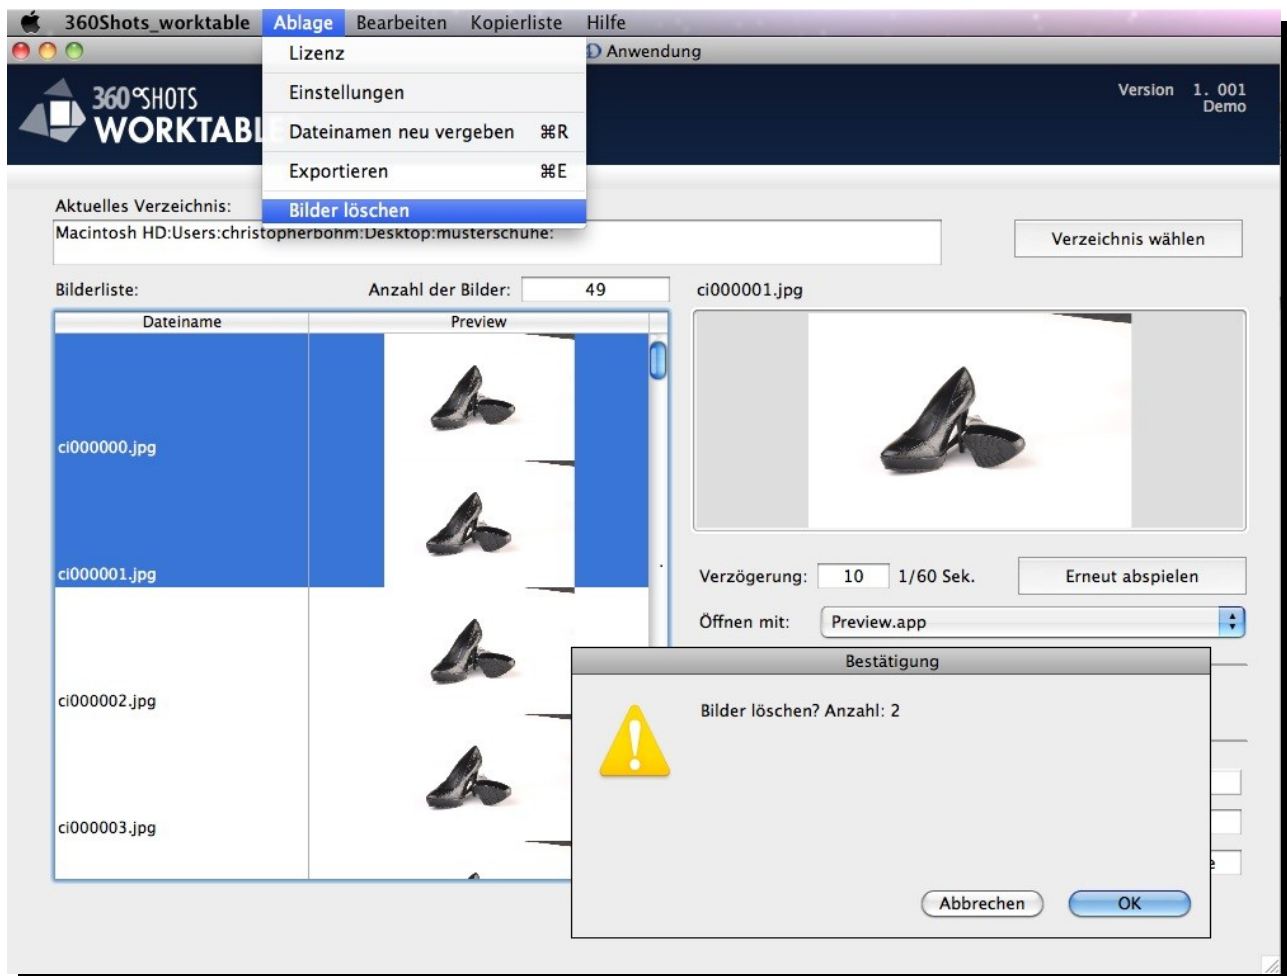 360Shots_worktable Ablage Bearbeiten Kopierliste Hilfe
Anwendung
Lizenz
Einstellungen
Dateinamen neu vergeben ⌘R
Exportieren ⌘E
Bilder löschen
360°SHOTS
WORKTABLE
Version 1. 001
Demo
Aktuelles Verzeichnis:
Macintosh HD:Users:christopherbohm:Desktop:musterschuhe:
Verzeichnis wählen
Bilderliste: Anzahl der Bilder: 49
ci000001.jpg
Dateiname Preview
ci000000.jpg
ci000001.jpg
ci000002.jpg
ci000003.jpg
Verzögerung: 10 1/60 Sek. Erneut abspielen
Öffnen mit: Preview.app
Bestätigung
Bilder löschen? Anzahl: 2
Abbrechen OK